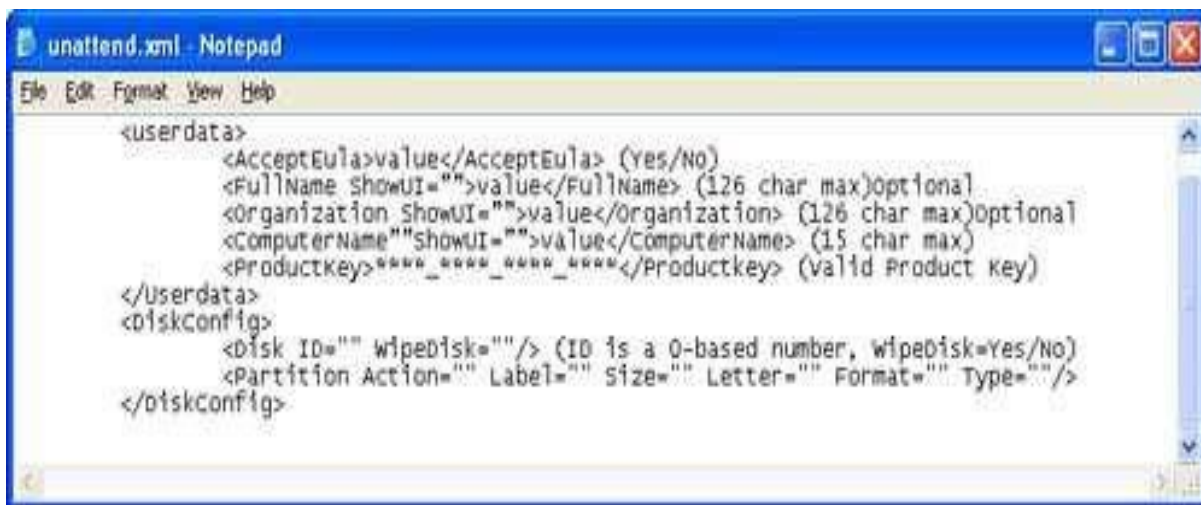 unattend.xml - Notepad
File Edit Format View Help
<userdata>
<AcceptEula>value</AcceptEula> (Yes/No)
<FullName ShowUI="">value</FullName> (126 char max)Optional
<Organization ShowUI="">value</Organization> (126 char max)Optional
<ComputerName""ShowUI="">value</ComputerName> (15 char max)
<ProductKey>****_****_****_****</Productkey> (Valid Product Key)
</Userdata>
<DiskConfig>
<Disk ID="" WipeDisk=""/> (ID is a 0-based number, WipeDisk=Yes/No)
<Partition Action="" Label="" Size="" Letter="" Format="" Type=""/>
</DiskConfig>